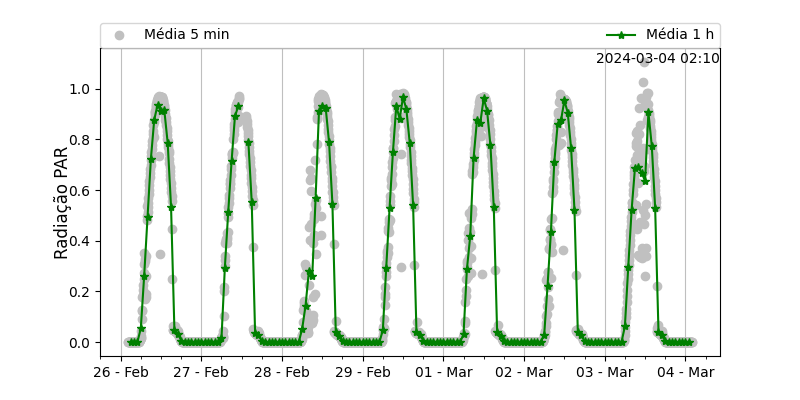 Média 5 min
Média 1 h
2024-03-04 02:10
Radiação PAR
1.0
0.8
0.6
0.4
0.2
0.0
26 - Feb
27 - Feb
28 - Feb
29 - Feb
01 - Mar
02 - Mar
03 - Mar
04 - Mar